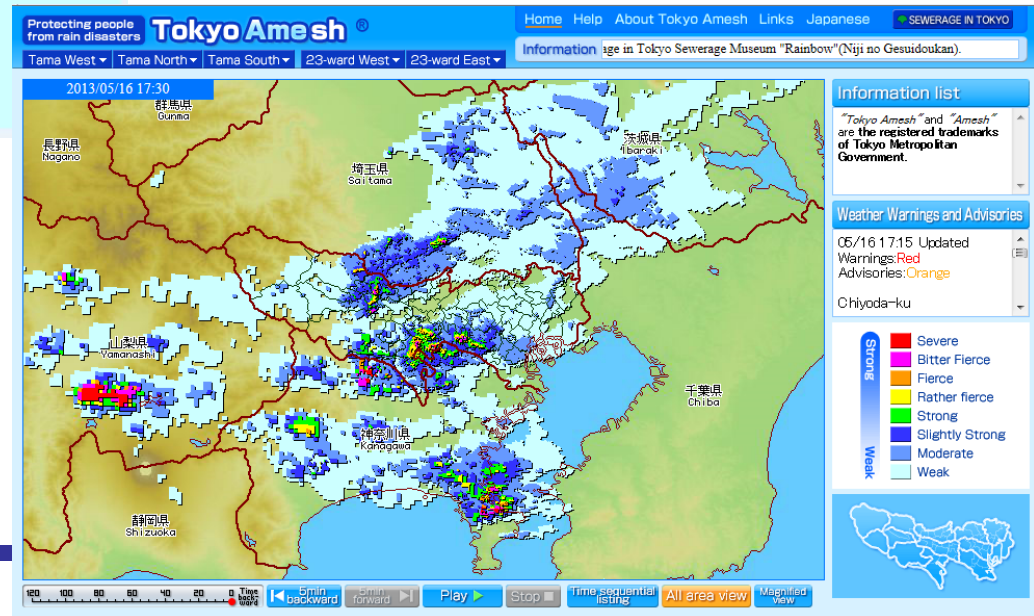 Protecting people
from rain disasters
Tokyo Amesh ®
Home Help About Tokyo Amesh Links Japanese
SEWERAGE IN TOKYO
Information
age in Tokyo Sewerage Museum "Rainbow"(Niji no Gesuidoukan).
Tama West Tama North Tama South 23-ward West 23-ward East
2013/05/16 17:30
群馬県
Gunma
長野県
Nagano
埼玉県
Saitama
茨城県
Ibaraki
山梨県
Yamanashi
千葉県
Chiba
神奈川県
Kanagawa
静岡県
Shizuoka
Information list
"Tokyo Amesh" and "Amesh"
are the registered trademarks
of Tokyo Metropolitan
Government.
Weather Warnings and Advisories
05/16 17:15 Updated
Warnings:Red
Advisories:Orange
Chiyoda-ku
Strong
Weak
Severe
Bitter Fierce
Fierce
Rather fierce
Strong
Slightly Strong
Moderate
Weak
120 100 80 60 40 20 0 Time
back-
ward
5min
backward
5min
forward
Play
Stop
Time sequential
listing
All area view
Magnified
view